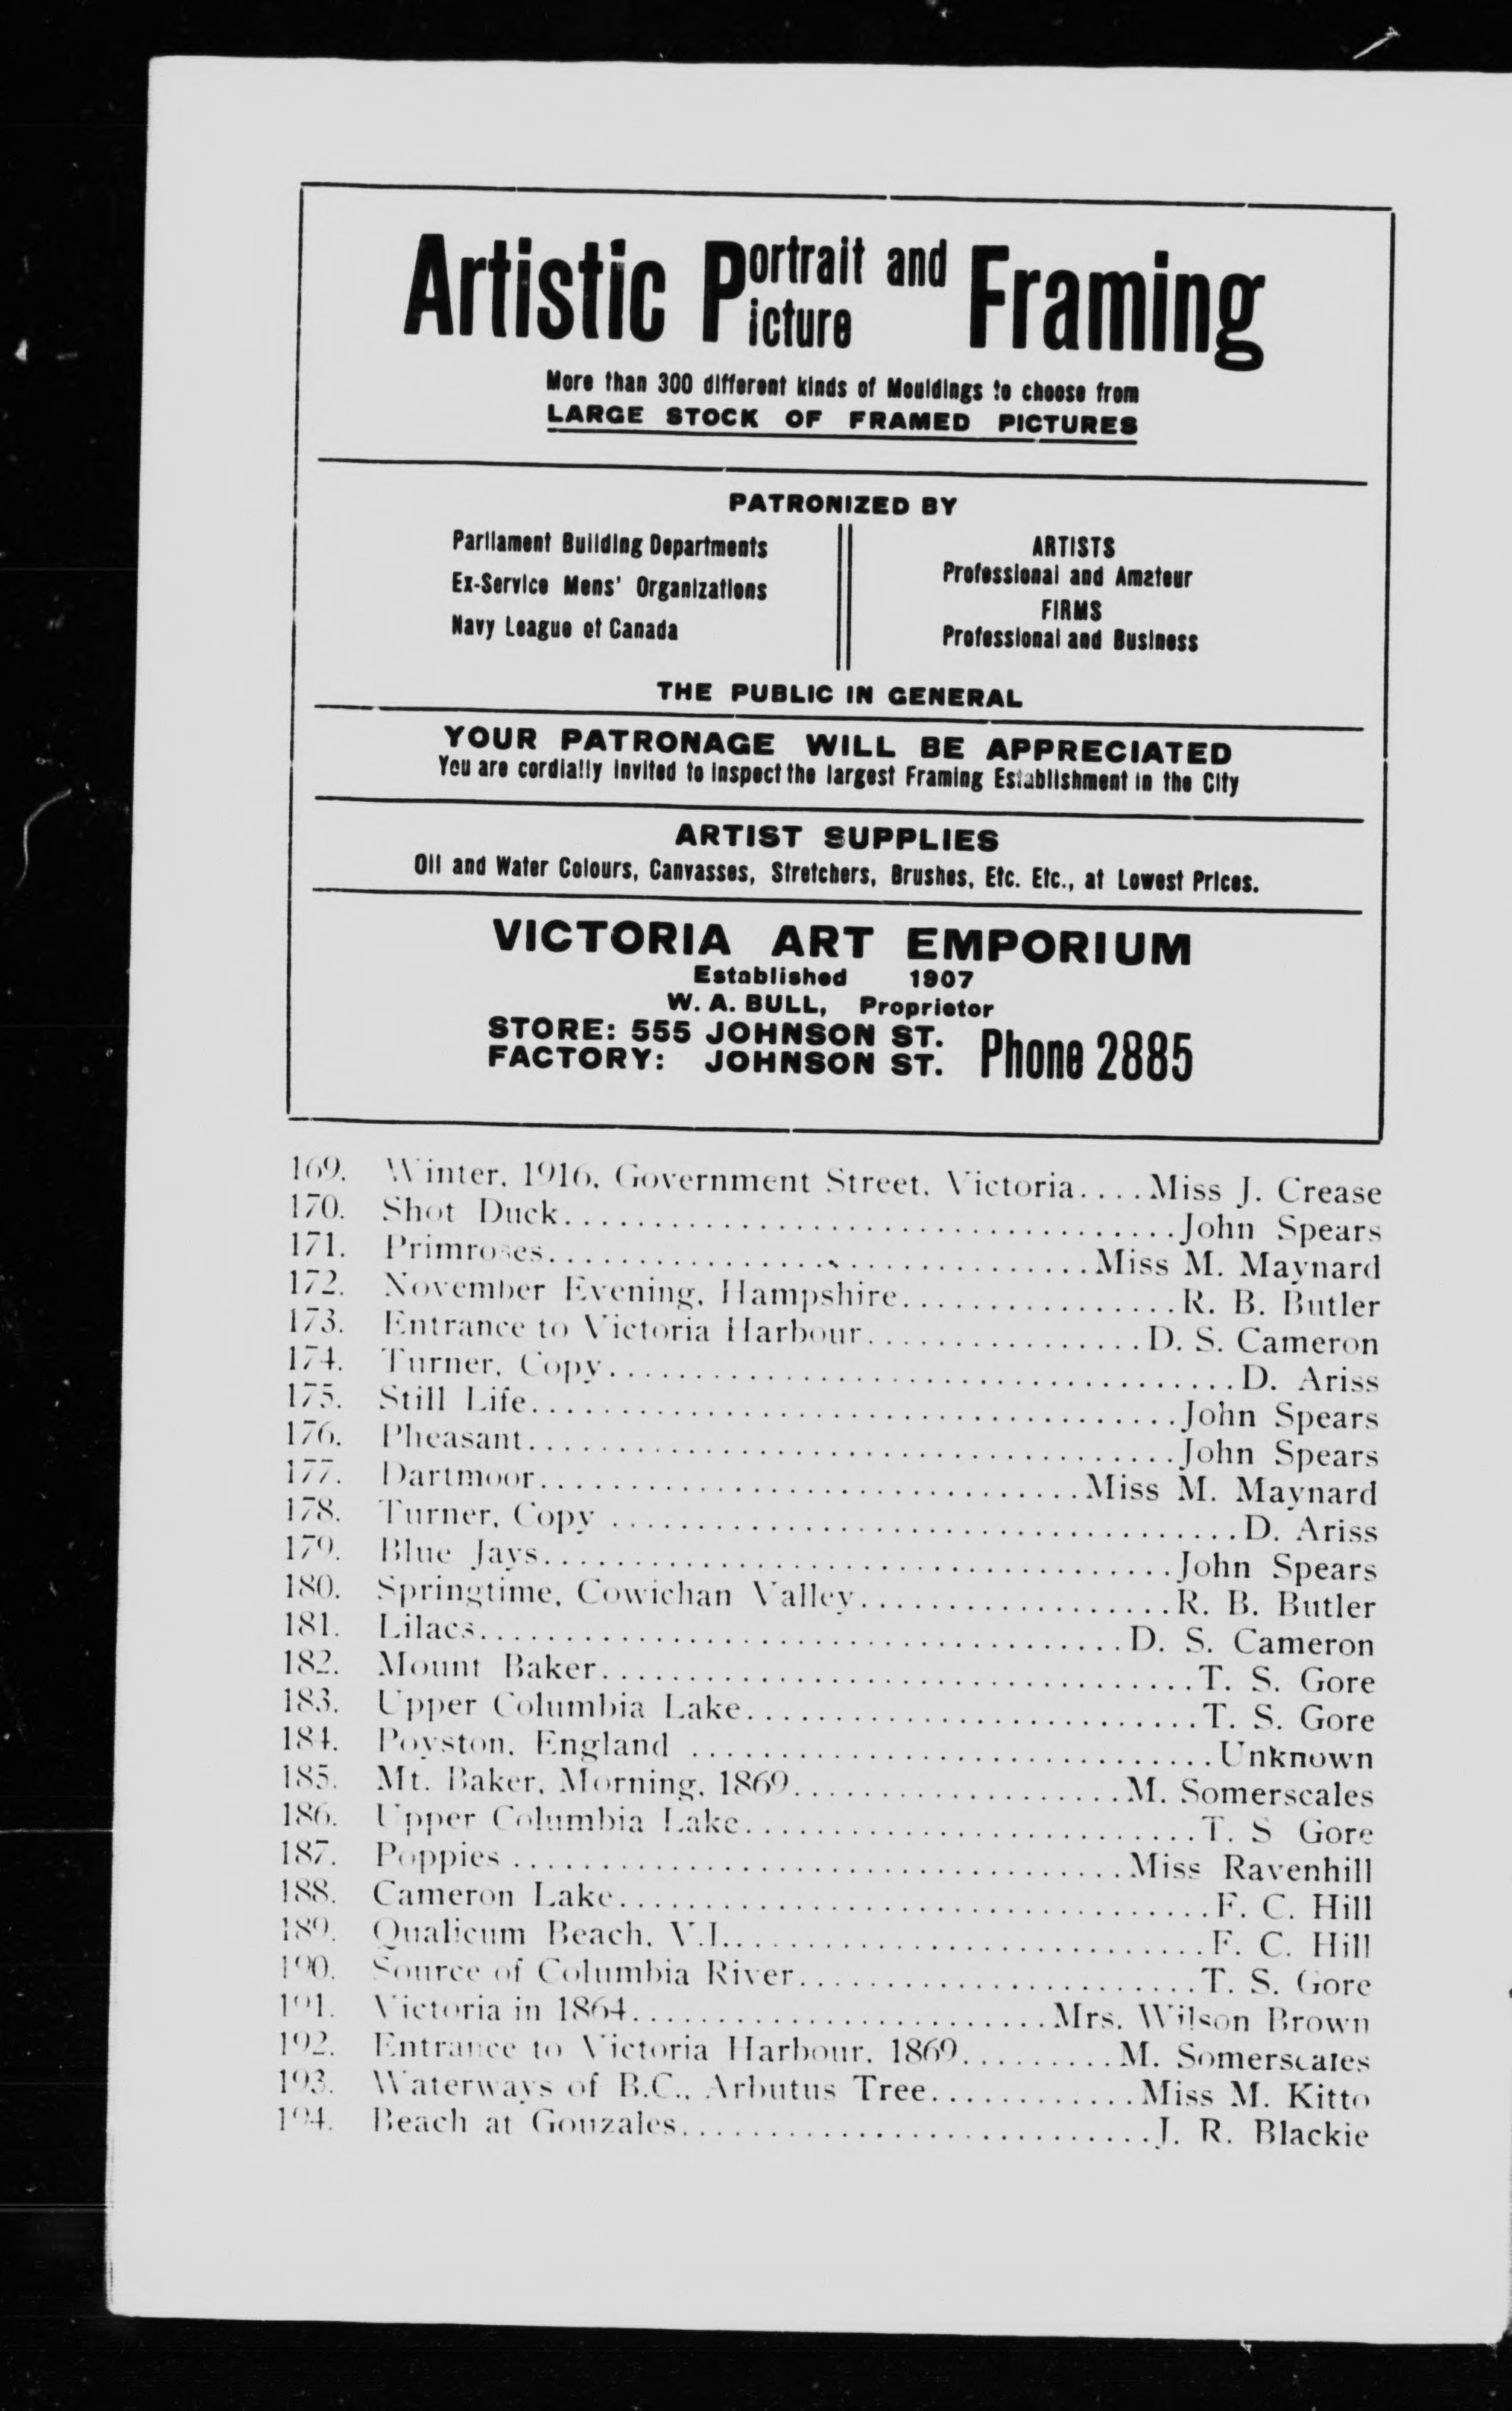 Artistic Portrait and Picture Framing
More than 300 different kinds of Mouldings to choose from
LARGE STOCK OF FRAMED PICTURES
PATRONIZED BY
Parliament Building Departments
Ex-Service Mens' Organizations
Navy League of Canada
ARTISTS
Professional and Amateur
FIRMS
Professional and Business
THE PUBLIC IN GENERAL
YOUR PATRONAGE WILL BE APPRECIATED
You are cordially invited to inspect the largest Framing Establishment in the City
ARTIST SUPPLIES
Oil and Water Colours, Canvasses, Stretchers, Brushes, Etc. Etc., at Lowest Prices.
VICTORIA ART EMPORIUM
Established 1907
W. A. BULL, Proprietor
STORE: 555 JOHNSON ST.
FACTORY: JOHNSON ST.
Phone 2885
169. Winter, 1916, Government Street, Victoria....Miss J. Crease
170. Shot Duck...John Spears
171. Primroses...Miss M. Maynard
172. November Evening, Hampshire...R. B. Butler
173. Entrance to Victoria Harbour...D. S. Cameron
174. Turner, Copy...D. Ariss
175. Still Life...John Spears
176. Pheasant...John Spears
177. Dartmoor...Miss M. Maynard
178. Turner, Copy ...D. Ariss
179. Blue Jays...John Spears
180. Springtime, Cowichan Valley...R. B. Butler
181. Lilacs...D. S. Cameron
182. Mount Baker...T. S. Gore
183. Upper Columbia Lake...T. S. Gore
184. Poyston, England ...Unknown
185. Mt. Baker, Morning, 1869...M. Somerscales
186. Upper Columbia Lake...T. S Gore
187. Poppies ...Miss Ravenhill
188. Cameron Lake...F. C. Hill
189. Qualicum Beach, V.I...F. C. Hill
190. Source of Columbia River...T. S. Gore
191. Victoria in 1864...Mrs. Wilson Brown
192. Entrance to Victoria Harbour, 1869...M. Somerscales
193. Waterways of B.C., Arbutus Tree...Miss M. Kitto
194. Beach at Gonzales...J. R. Blackie